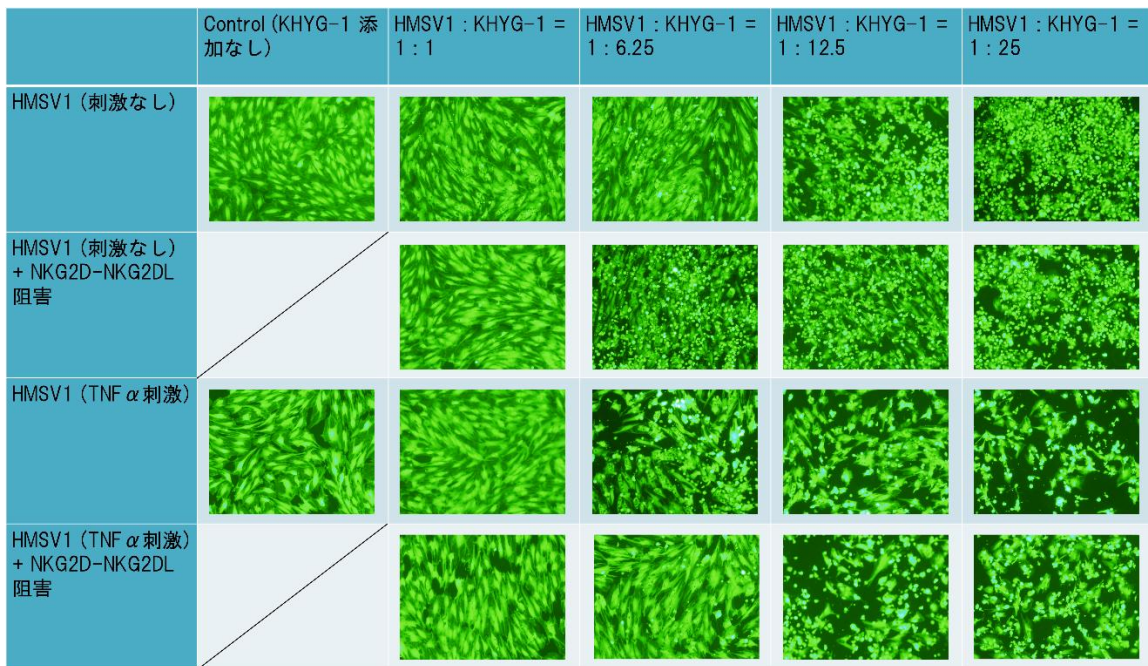 Control (KHYG-1 添
加なし)
HMSV1 : KHYG-1 =
1 : 1
HMSV1 : KHYG-1 =
1 : 6.25
HMSV1 : KHYG-1 =
1 : 12.5
HMSV1 : KHYG-1 =
1 : 25
HMSV1 (刺激なし)
HMSV1 (刺激なし)
+ NKG2D-NKG2DL
阻害
HMSV1 (TNFα刺激)
HMSV1 (TNFα刺激)
+ NKG2D-NKG2DL
阻害